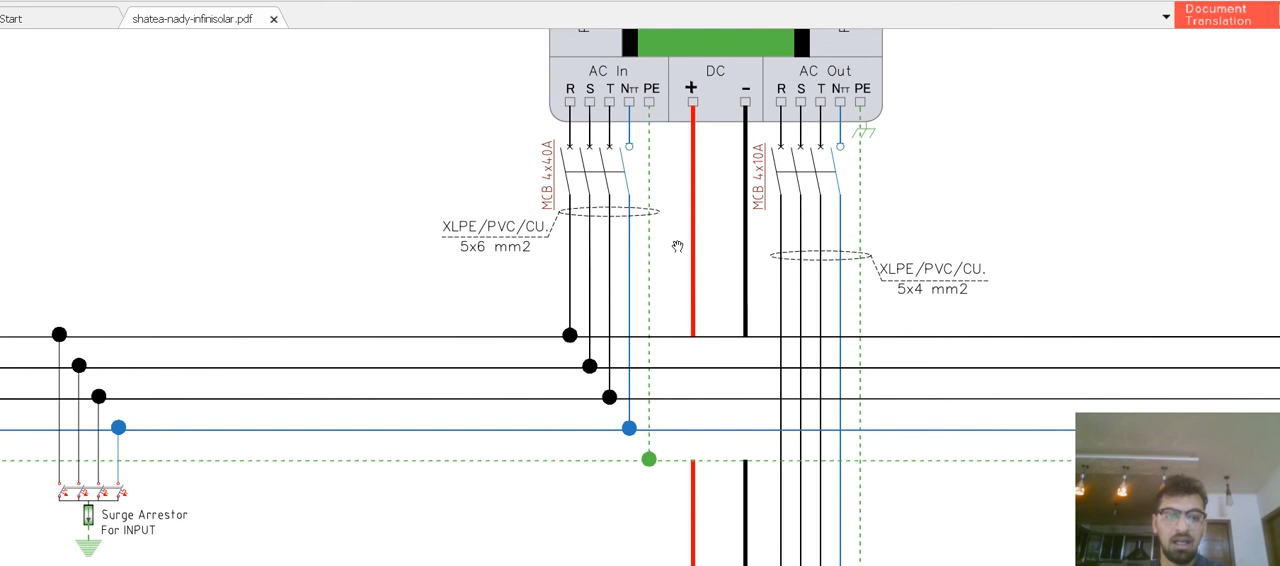 Start
shatea-nady-infinisolar.pdf
Document
Translation
AC In
DC
AC Out
R S T NTT PE
+ -
R S T NTT PE
MCB 4x40A
MCB 4x10A
XLPE/PVC/CU.
5x6 mm2
XLPE/PVC/CU.
5x4 mm2
Surge Arrestor
For INPUT